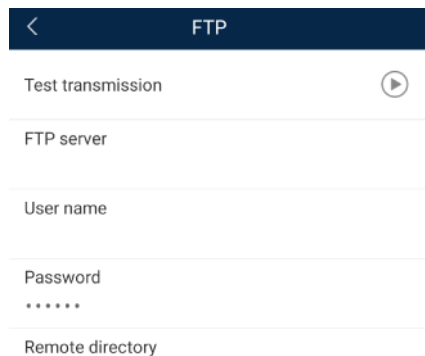 FTP
Test transmission
FTP server
User name
Password
••••••
Remote directory